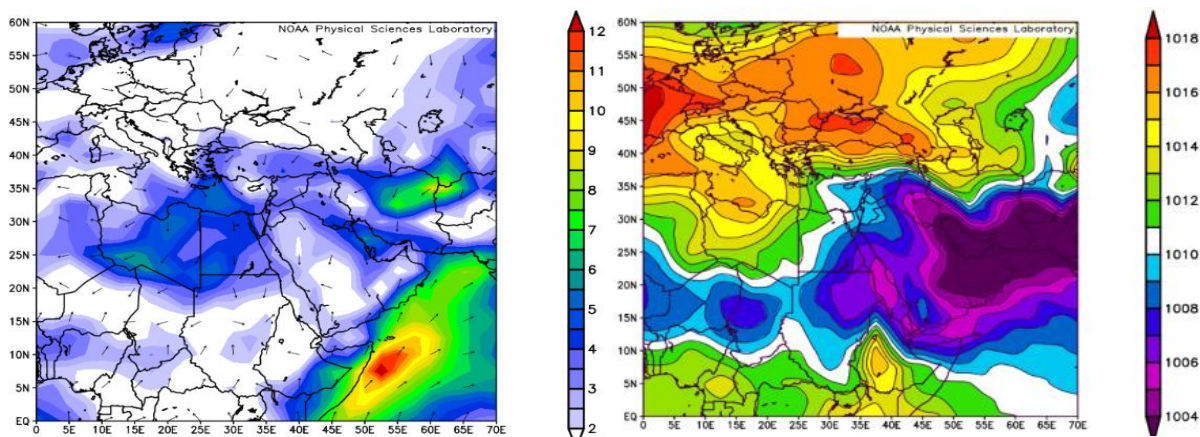 NOAA Physical Sciences Laboratory
60N
55N
50N
45N
40N
35N
30N
25N
20N
15N
10N
5N
EQ
0 5E 10E 15E 20E 25E 30E 35E 40E 45E 50E 55E 60E 65E 70E
12
11
10
9
8
7
6
5
4
3
2
NOAA Physical Sciences Laboratory
60N
55N
50N
45N
40N
35N
30N
25N
20N
15N
10N
5N
EQ
0 5E 10E 15E 20E 25E 30E 35E 40E 45E 50E 55E 60E 65E 70E
1018
1016
1014
1012
1010
1008
1006
1004